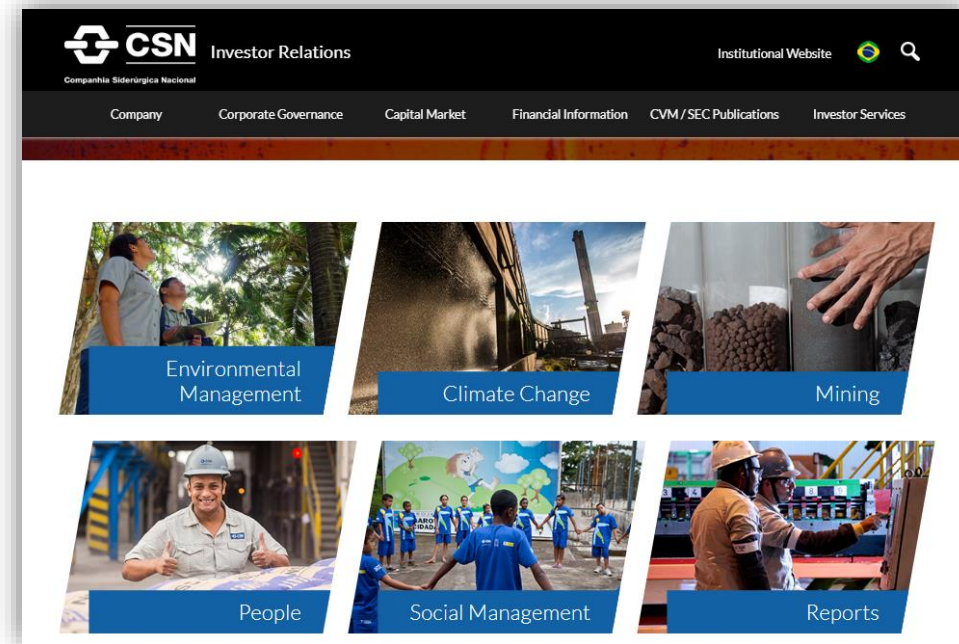 CSN
Companhia Siderúrgica Nacional
Investor Relations
Institutional Website
Company Corporate Governance Capital Market Financial Information CVM / SEC Publications Investor Services
Environmental
Management
Climate Change
Mining
People
Social Management
Reports